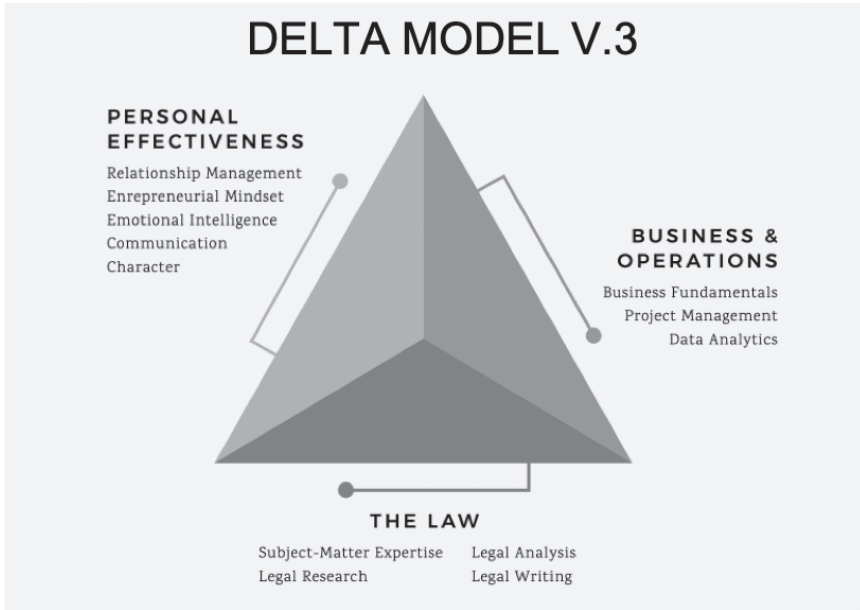 DELTA MODEL V.3
PERSONAL
EFFECTIVENESS
Relationship Management
Enrepreneurial Mindset
Emotional Intelligence
Communication
Character
BUSINESS &
OPERATIONS
Business Fundamentals
Project Management
Data Analytics
THE LAW
Subject-Matter Expertise
Legal Research
Legal Analysis
Legal Writing